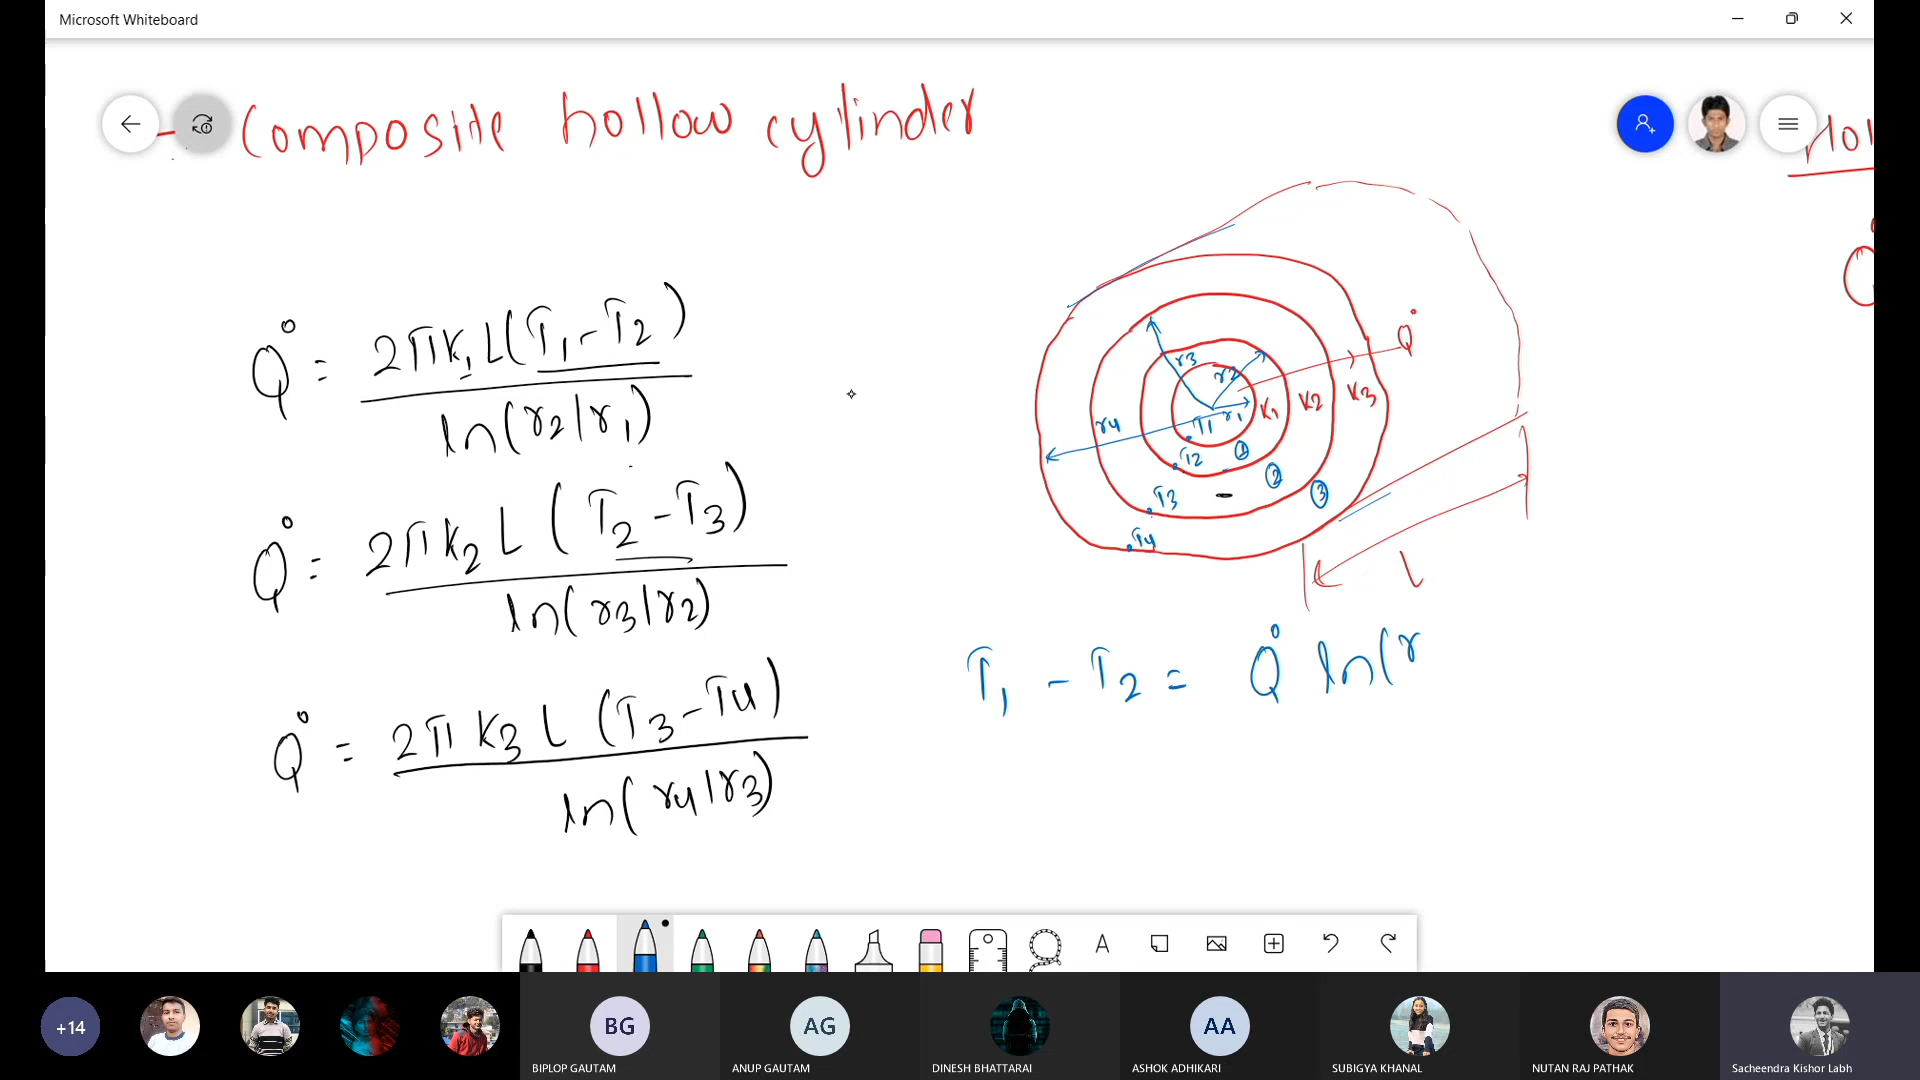 Microsoft Whiteboard
- Composite hollow cylinder
Hol
Q̇ = 2πk₁L(T₁-T₂)
ln(r2/r₁)
Q̇ = 2πk₂L(T₂-T₃)
ln(r3/r2)
Q̇ = 2πk3L(T3-T4)
ln(r4/r3)
Q̇
r3
r2
r4
T1
r1
K1
K2
K3
T2
①
②
③
T3
T4
L
T₁ - T₂ = Q̇ ln(r
A
+14
BG
AG
AA
BIPLOP GAUTAM
ANUP GAUTAM
DINESH BHATTARAI
ASHOK ADHIKARI
SUBIGYA KHANAL
NUTAN RAJ PATHAK
Sacheendra Kishor Labh